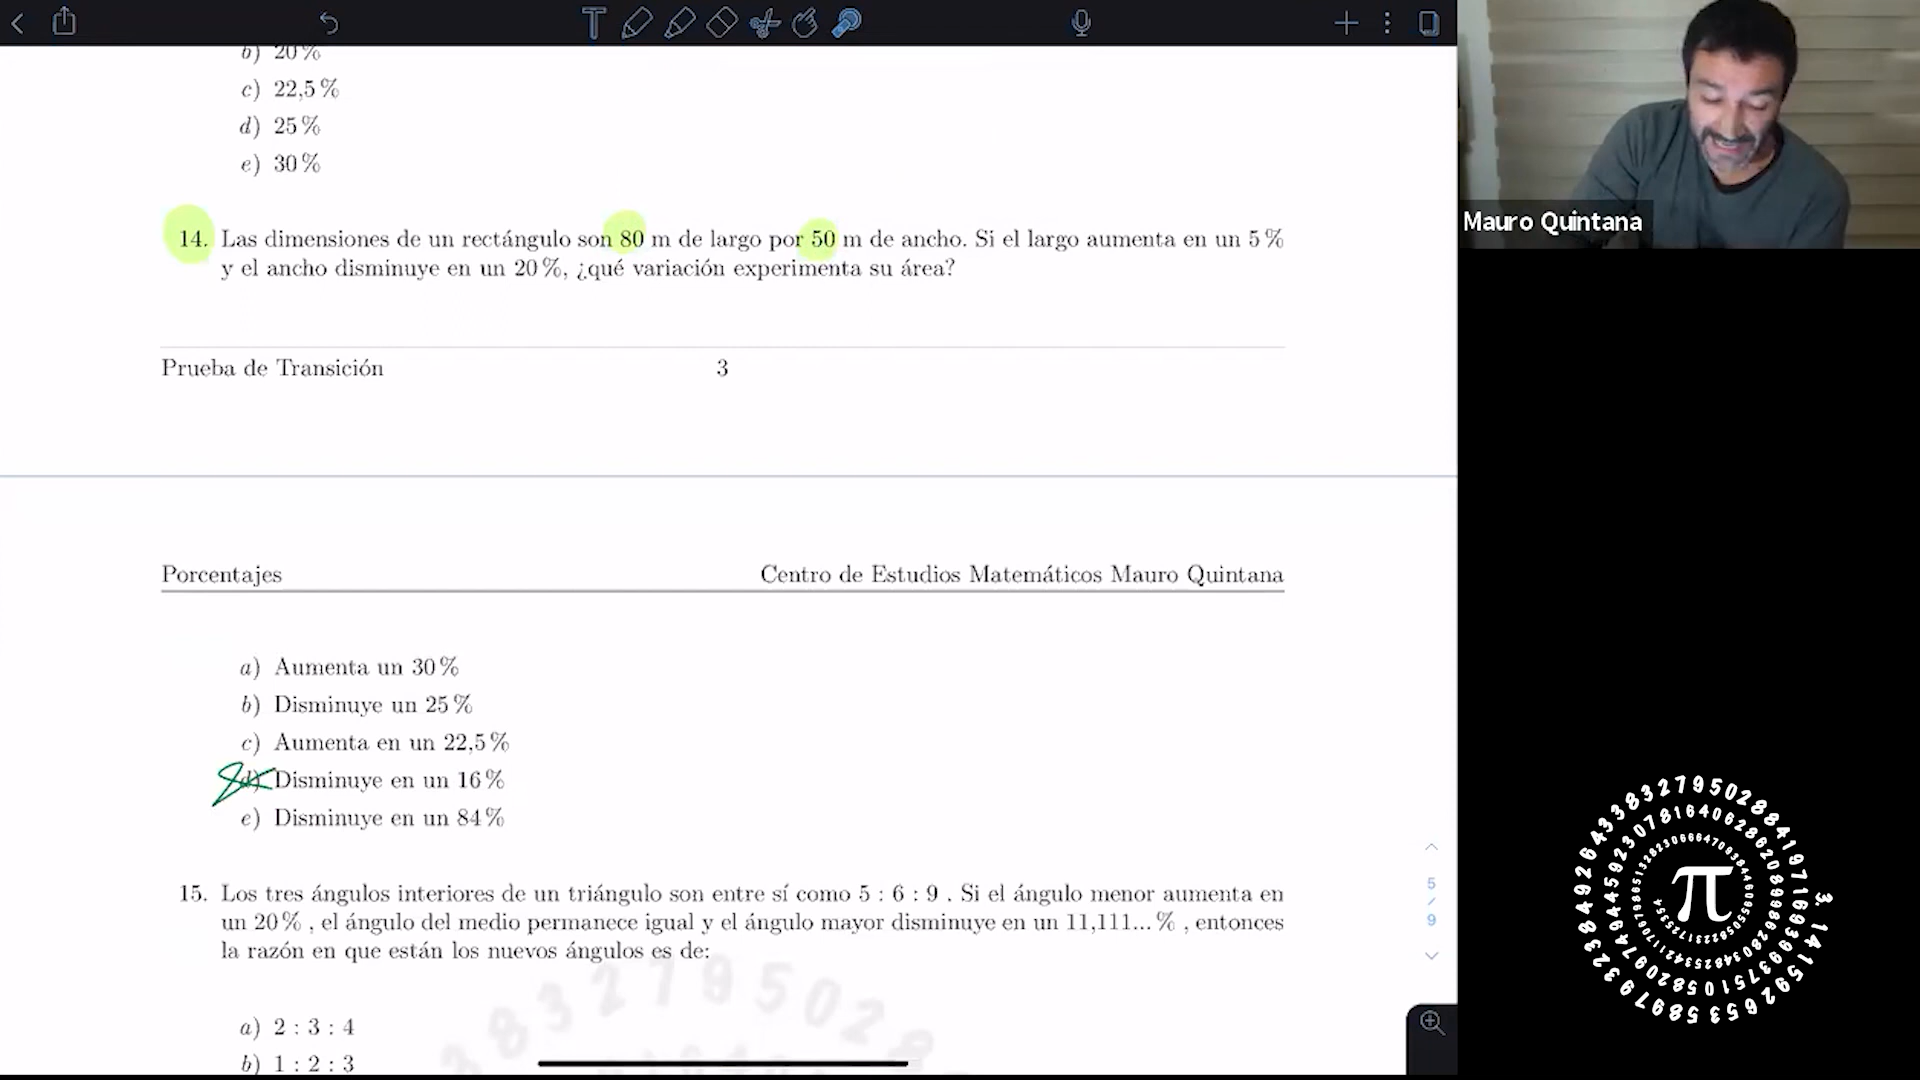 b) 20 %
c) 22,5 %
d) 25 %
e) 30 %
14. Las dimensiones de un rectángulo son 80 m de largo por 50 m de ancho. Si el largo aumenta en un 5 %
y el ancho disminuye en un 20 %, ¿qué variación experimenta su área?
Prueba de Transición 3
Porcentajes Centro de Estudios Matemáticos Mauro Quintana
a) Aumenta un 30 %
b) Disminuye un 25 %
c) Aumenta en un 22,5 %
d) Disminuye en un 16 %
e) Disminuye en un 84 %
15. Los tres ángulos interiores de un triángulo son entre sí como 5 : 6 : 9 . Si el ángulo menor aumenta en
un 20 % , el ángulo del medio permanece igual y el ángulo mayor disminuye en un 11,111... % , entonces
la razón en que están los nuevos ángulos es de:
a) 2 : 3 : 4
b) 1 : 2 : 3
5
/
9
Mauro Quintana
π